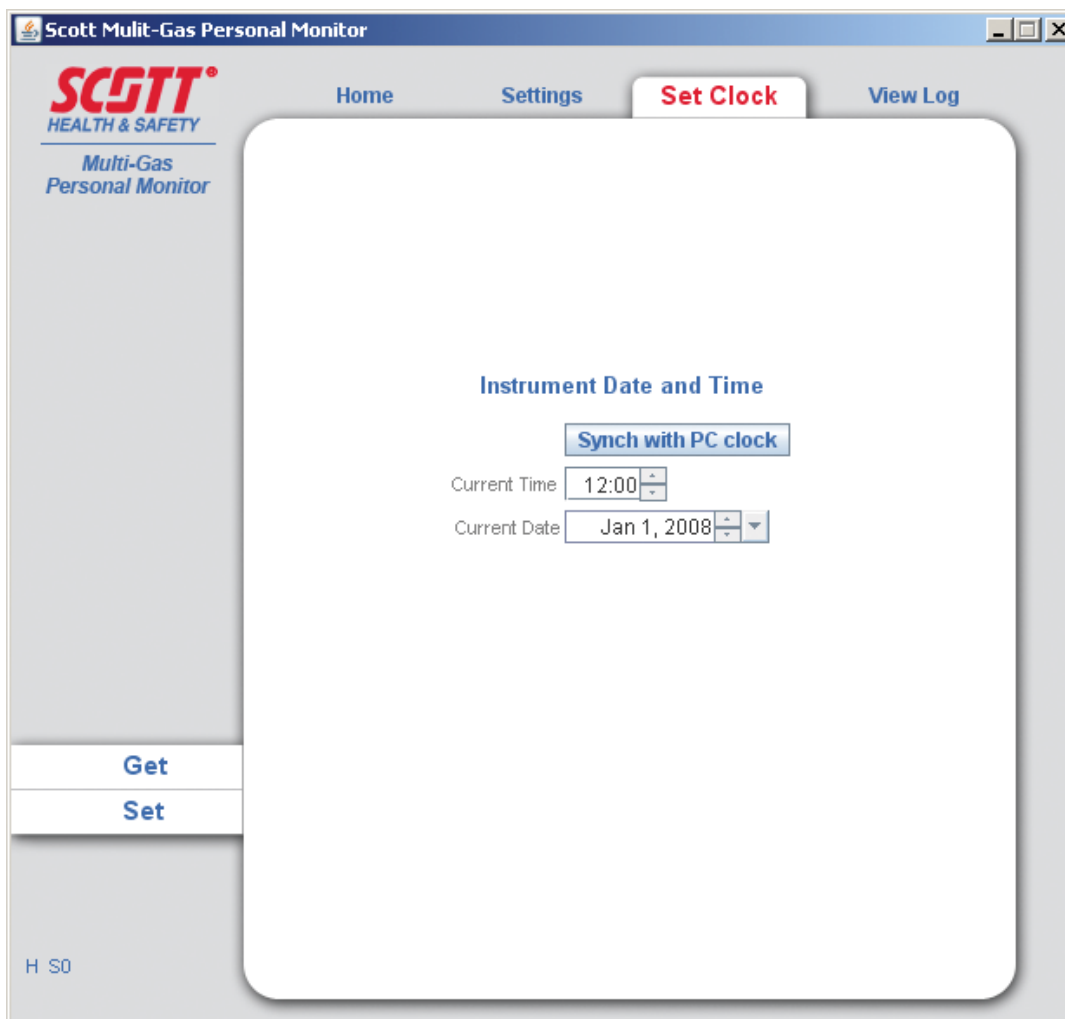 Scott Mulit-Gas Personal Monitor
SCOTT®
HEALTH & SAFETY
Multi-Gas
Personal Monitor
Home Settings Set Clock View Log
Instrument Date and Time
Synch with PC clock
Current Time 12:00
Current Date Jan 1, 2008
Get
Set
H S0